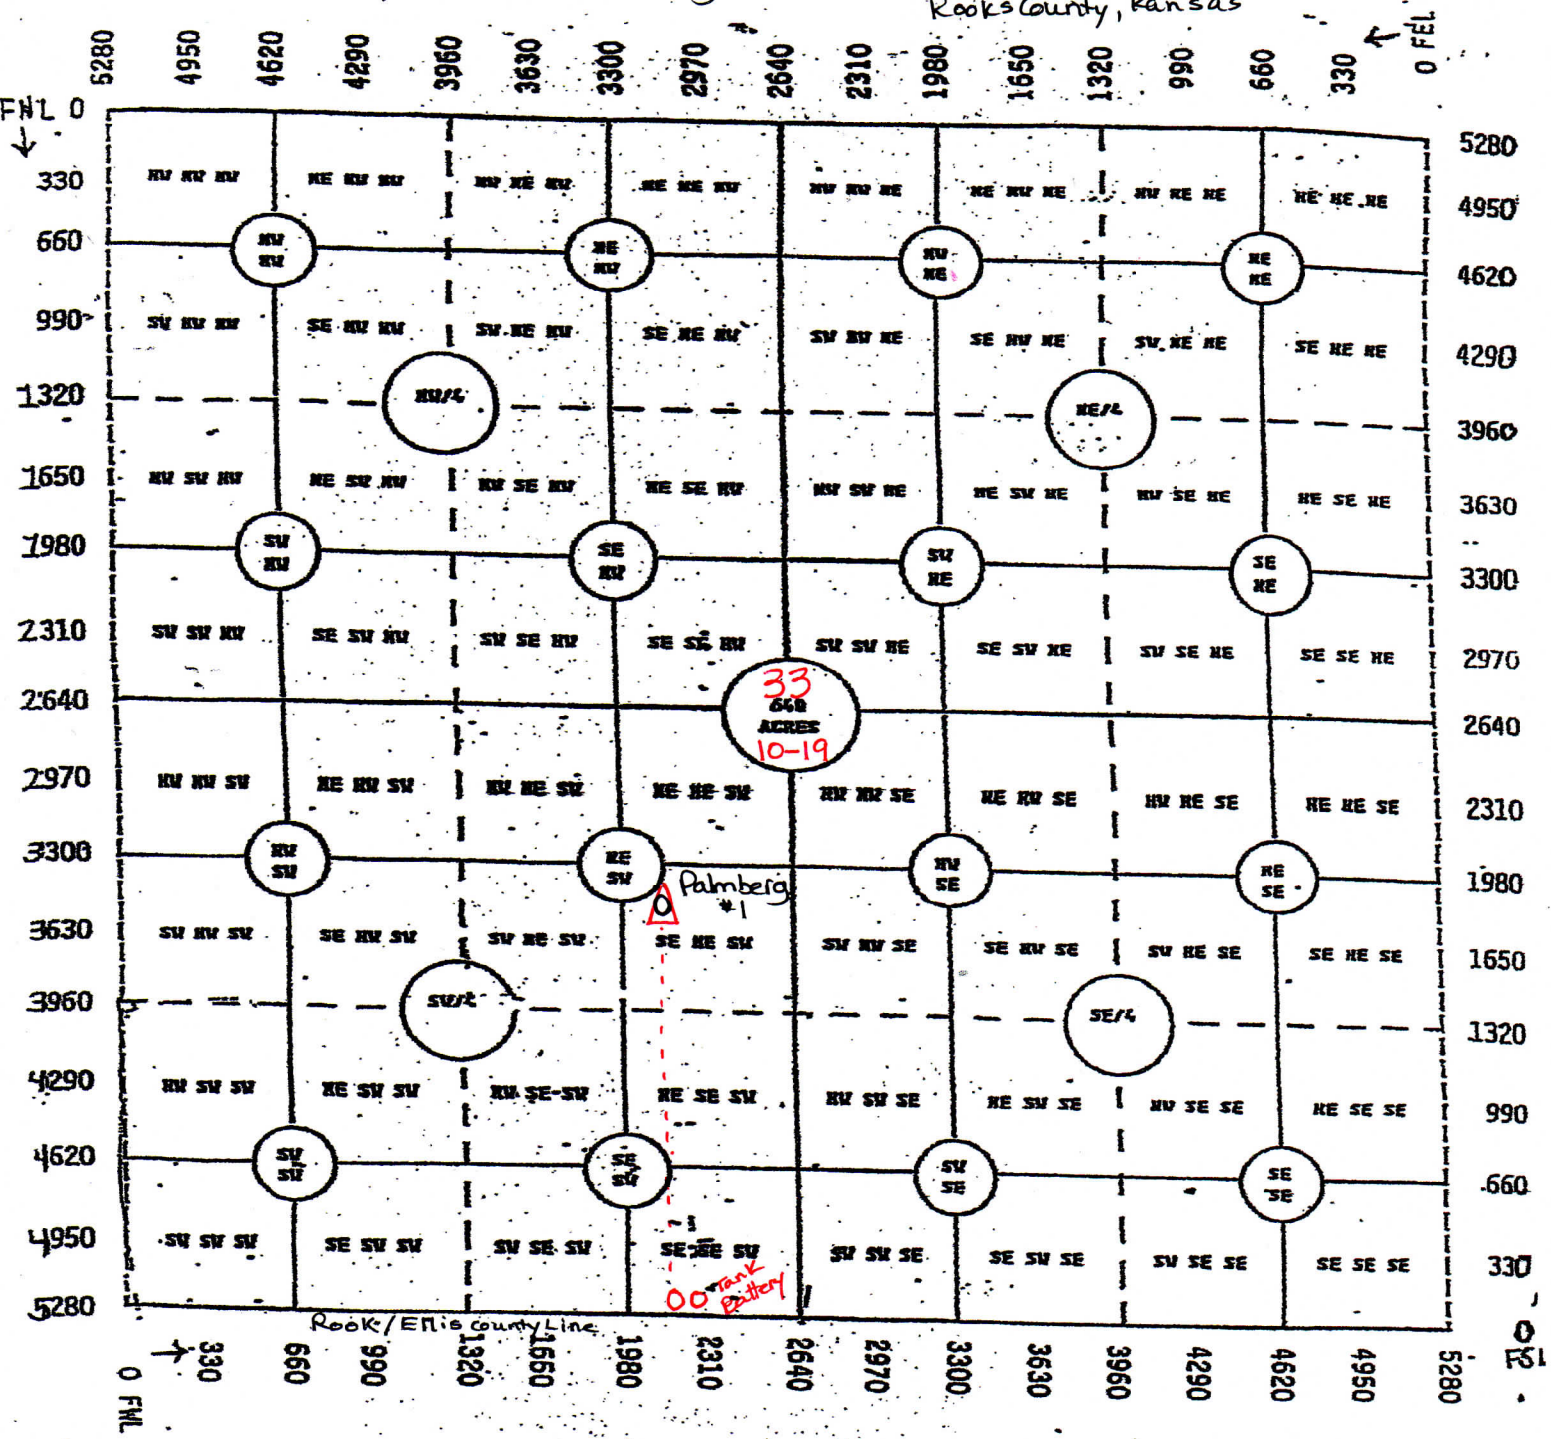 Rooks County, Kansas
5280 4950 4620 4290 3960 3630 3300 2970 2640 2310 1980 1650 1320 990 660 330 0 FEL
FNL 0
5280
330 NW NW NW NE NW NW NW NE NW NE NE NW NW NW NE NE NW NE NW NE NE NE NE NE 4950
660 NW NW NE NW NW NE NE NE 4620
990 SW NW NW SE NW NW SW NE NW SE NE NW SW NW NE SE NW NE SW NE NE SE NE NE 4290
1320 NW/4 NE/4 3960
1650 NW SW NW NE SW NW NW SE NW NE SE NW NW SW NE NE SW NE NW SE NE NE SE NE 3630
1980 SW NW SE NW SW NE SE NE 3300
2310 SW SW NW SE SW NW SW SE NW SE SE NW SW SW NE SE SW NE SW SE NE SE SE NE 2970
2640 33 640 ACRES 10-19 2640
2970 NW NW SW NE NW SW NW NE SW NE NE SW NW NW SE NE NW SE NW NE SE NE NE SE 2310
3300 NW SW NE SW NW SE NE SE 1980
Palmberg
#1
3630 SW NW SW SE NW SW SW NE SW SE NE SW SW NW SE SE NW SE SW NE SE SE NE SE 1650
3960 SW/4 SE/4 1320
4290 NW SW SW NE SW SW NW SE SW NE SE SW NW SW SE NE SW SE NW SE SE NE SE SE 990
4620 SW SW SE SW SW SE SE SE 660
4950 SW SW SW SE SW SW SW SE SW SE SE SW SW SW SE SE SW SE SW SE SE SE SE SE 330
Tank
Battery
5280
Rook/Ellis County Line
0 FSL
0 FWL 330 660 990 1320 1660 1980 2310 2640 2970 3300 3630 3960 4290 4620 4950 5280